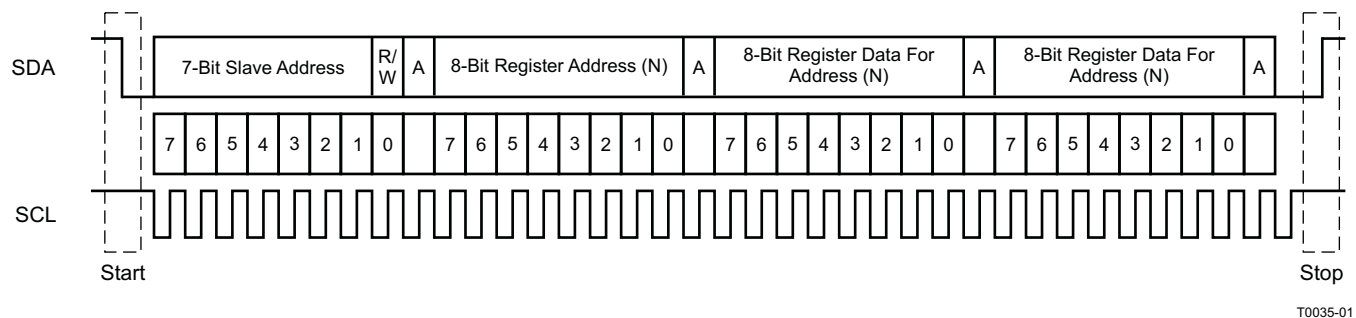 SDA
7-Bit Slave Address
R/
W
A
8-Bit Register Address (N)
A
8-Bit Register Data For
Address (N)
A
8-Bit Register Data For
Address (N)
A
7 6 5 4 3 2 1 0 7 6 5 4 3 2 1 0 7 6 5 4 3 2 1 0 7 6 5 4 3 2 1 0
SCL
Start
Stop
T0035-01